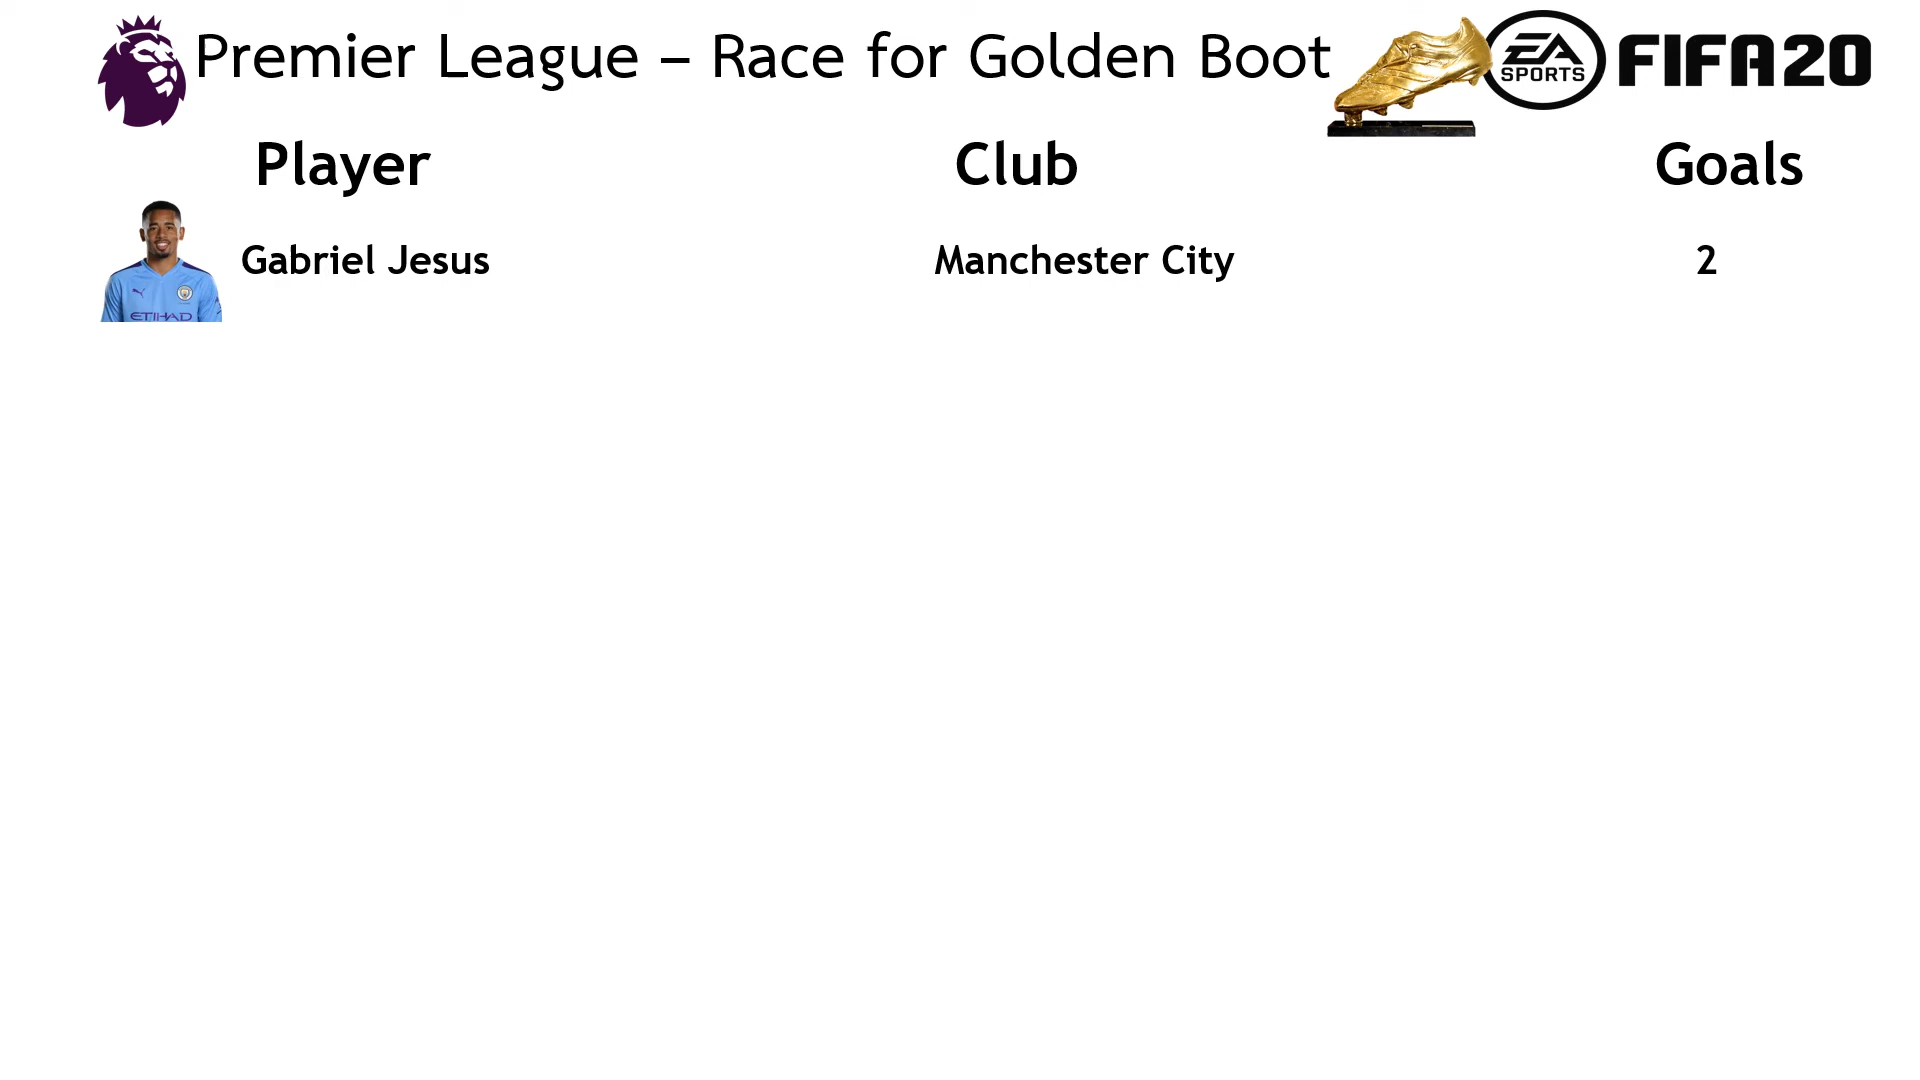 Premier League – Race for Golden Boot
EA SPORTS FIFA20
Player Club Goals
Gabriel Jesus Manchester City 2
ETIHAD